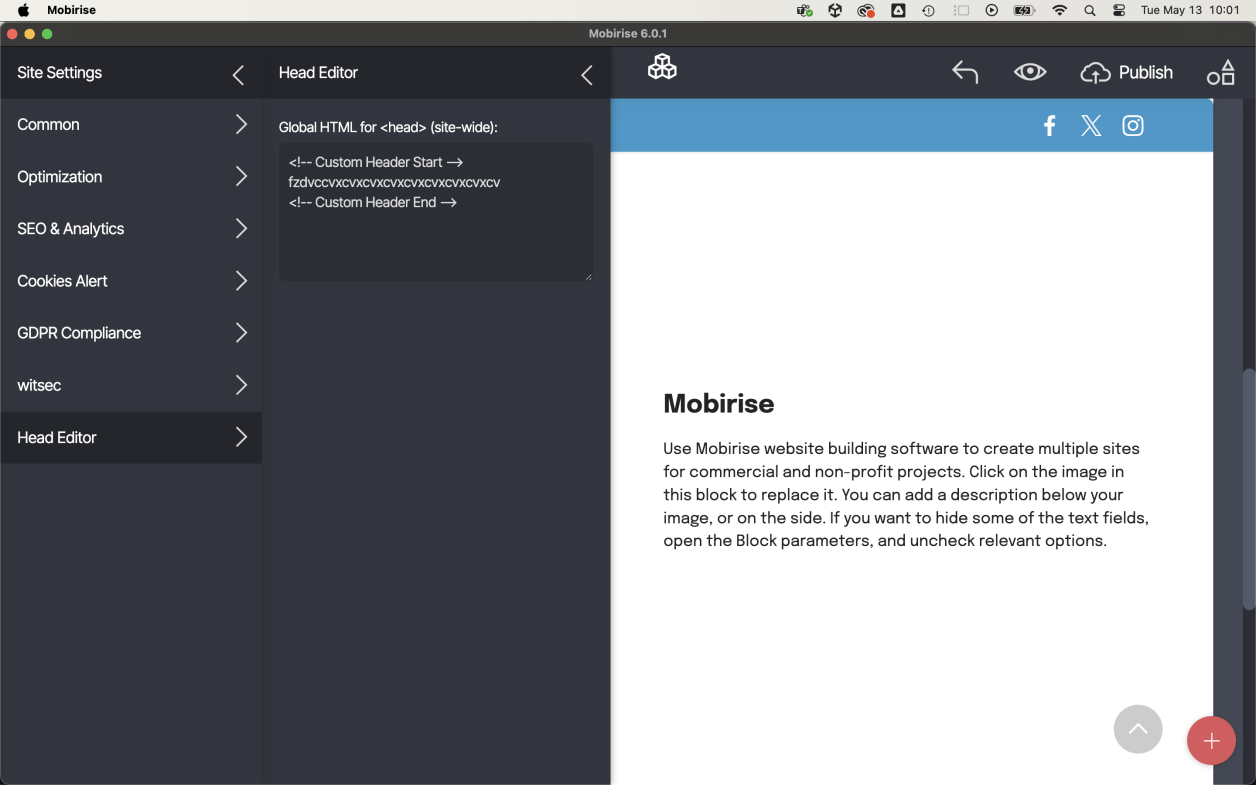 Mobirise
Tue May 13 10:01
Mobirise 6.0.1
Site Settings
Head Editor
Publish
Common
Optimization
SEO & Analytics
Cookies Alert
GDPR Compliance
witsec
Head Editor
Global HTML for <head> (site-wide):
<!-- Custom Header Start -->
fzdvccvxcvxcvxcvxcvxcvxcvxcvxcv
<!-- Custom Header End -->
Mobirise
Use Mobirise website building software to create multiple sites
for commercial and non-profit projects. Click on the image in
this block to replace it. You can add a description below your
image, or on the side. If you want to hide some of the text fields,
open the Block parameters, and uncheck relevant options.